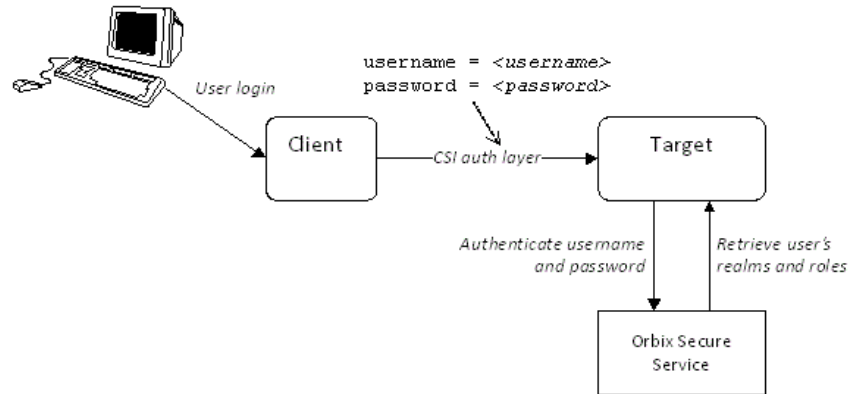 username = <username>
password = <password>
User login
Client
CSI auth layer
Target
Authenticate username
and password
Retrieve user's
realms and roles
Orbix Secure
Service